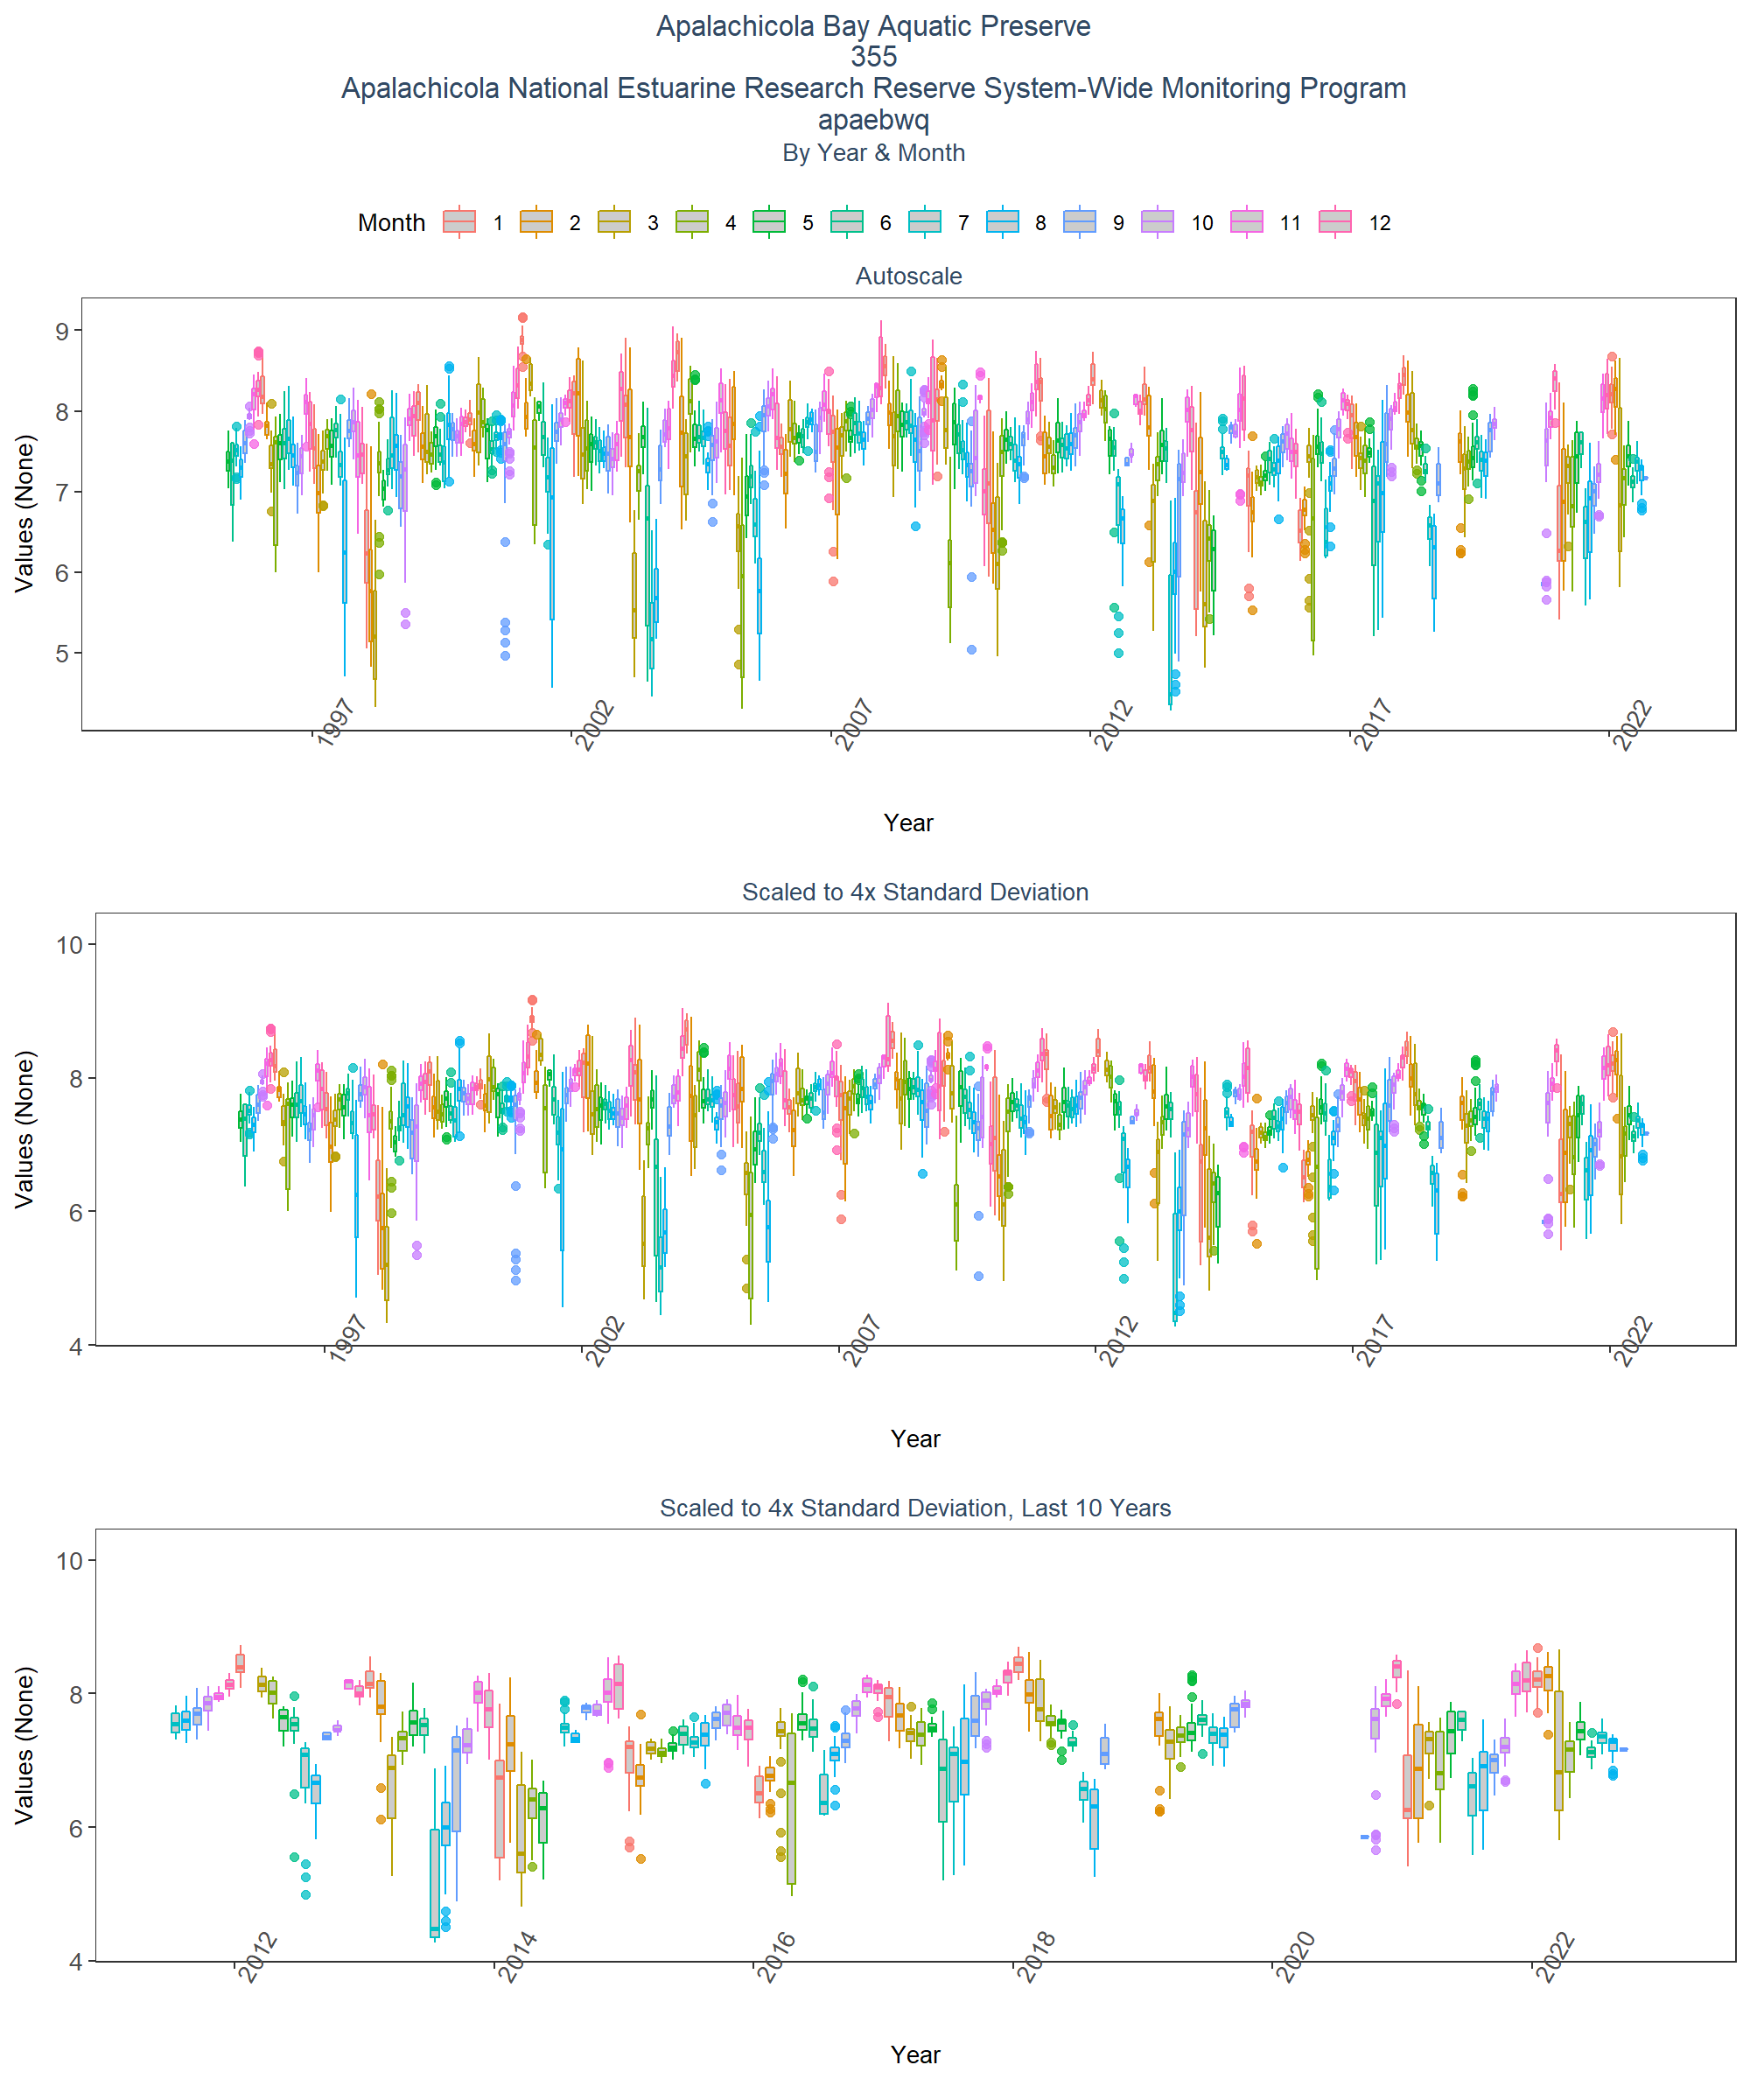 Apalachicola Bay Aquatic Preserve
355
Apalachicola National Estuarine Research Reserve System-Wide Monitoring Program
apaebwq
By Year & Month
Month 1 2 3 4 5 6 7 8 9 10 11 12
Autoscale
Values (None)
9
8
7
6
5
1997 2002 2007 2012 2017 2022
Year
Scaled to 4x Standard Deviation
Values (None)
10
8
6
4
1997 2002 2007 2012 2017 2022
Year
Scaled to 4x Standard Deviation, Last 10 Years
Values (None)
10
8
6
4
2012 2014 2016 2018 2020 2022
Year